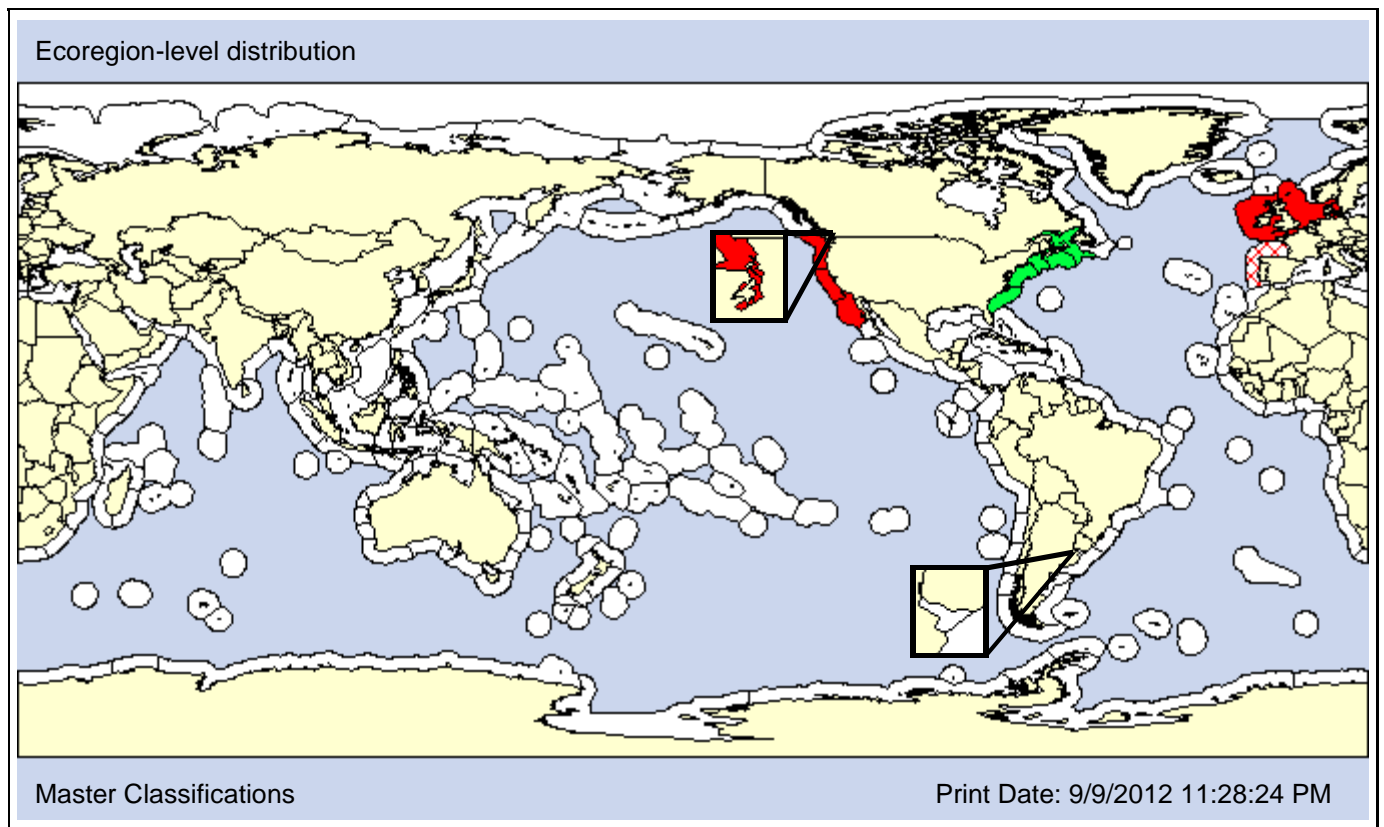 Ecoregion-level distribution
Master Classifications
Print Date: 9/9/2012 11:28:24 PM